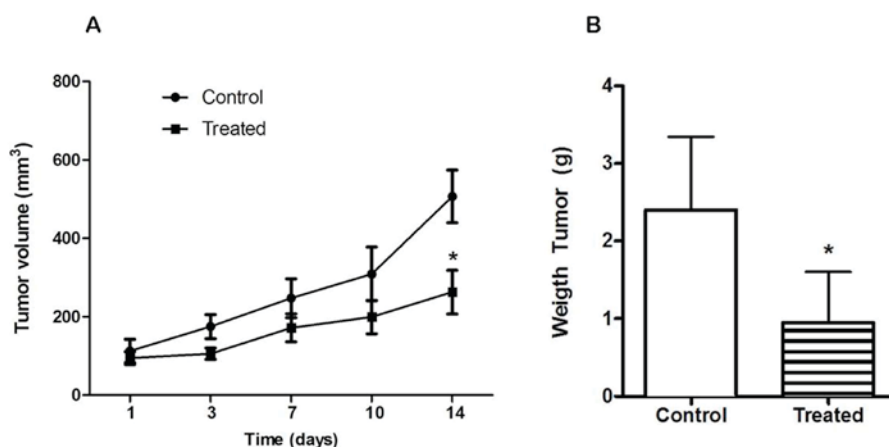 A
Tumor volume (mm³)
800
600
400
200
0
Control
Treated
*
1 3 7 10 14
Time (days)
B
Weigth Tumor (g)
4
3
2
1
0
*
Control Treated